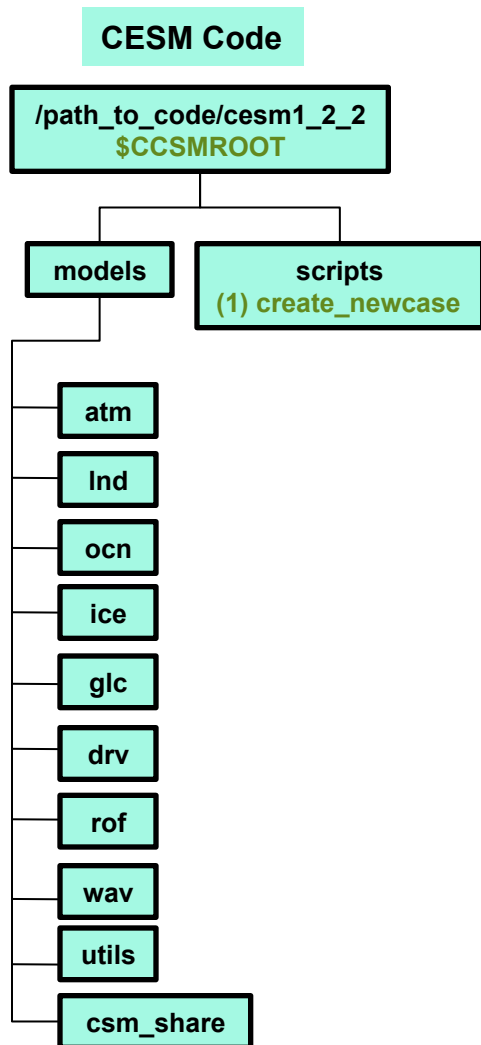 CESM Code
/path_to_code/cesm1_2_2
$CCSMROOT
models
scripts
(1) create_newcase
atm
lnd
ocn
ice
glc
drv
rof
wav
utils
csm_share